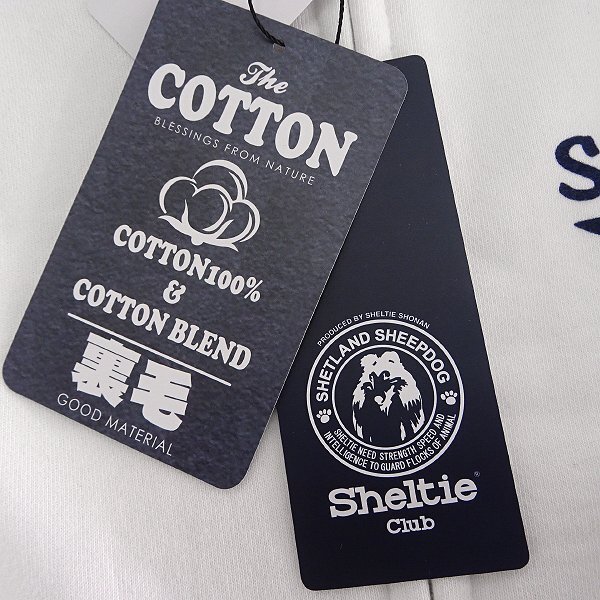 The
COTTON
BLESSINGS FROM NATURE
COTTON100%
&
COTTON BLEND
裏毛
GOOD MATERIAL
PRODUCED BY SHELTIE SHONAN
SHETLAND SHEEPDOG
SHELTIE NEED STRENGTH SPEED AND
INTELLIGENCE TO GUARD FLOCKS OF ANIMAL
Sheltie®
Club
S